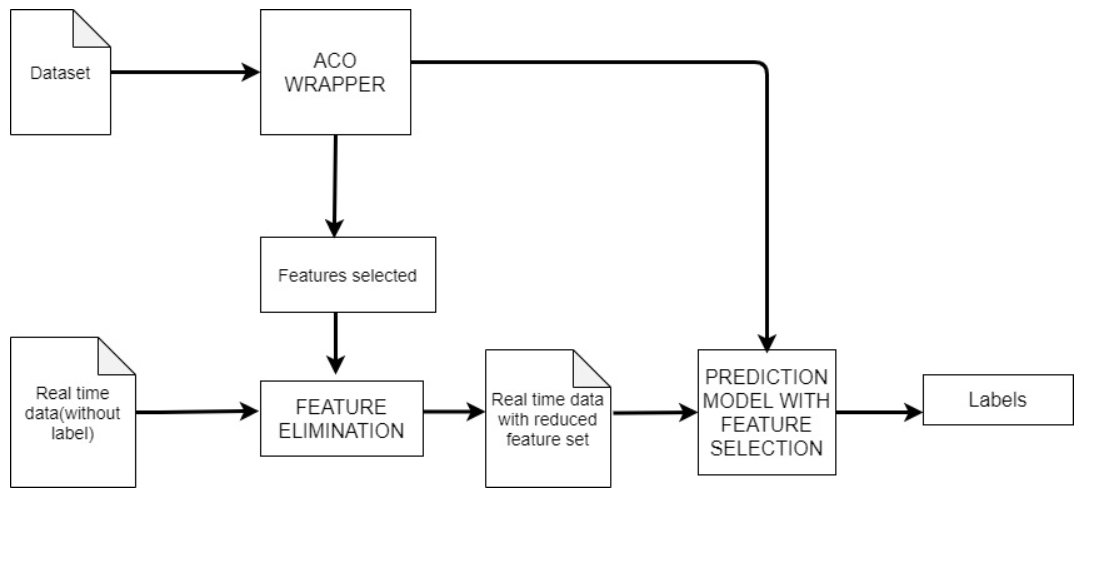 Dataset
ACO
WRAPPER
Features selected
Real time
data(without
label)
FEATURE
ELIMINATION
Real time data
with reduced
feature set
PREDICTION
MODEL WITH
FEATURE
SELECTION
Labels